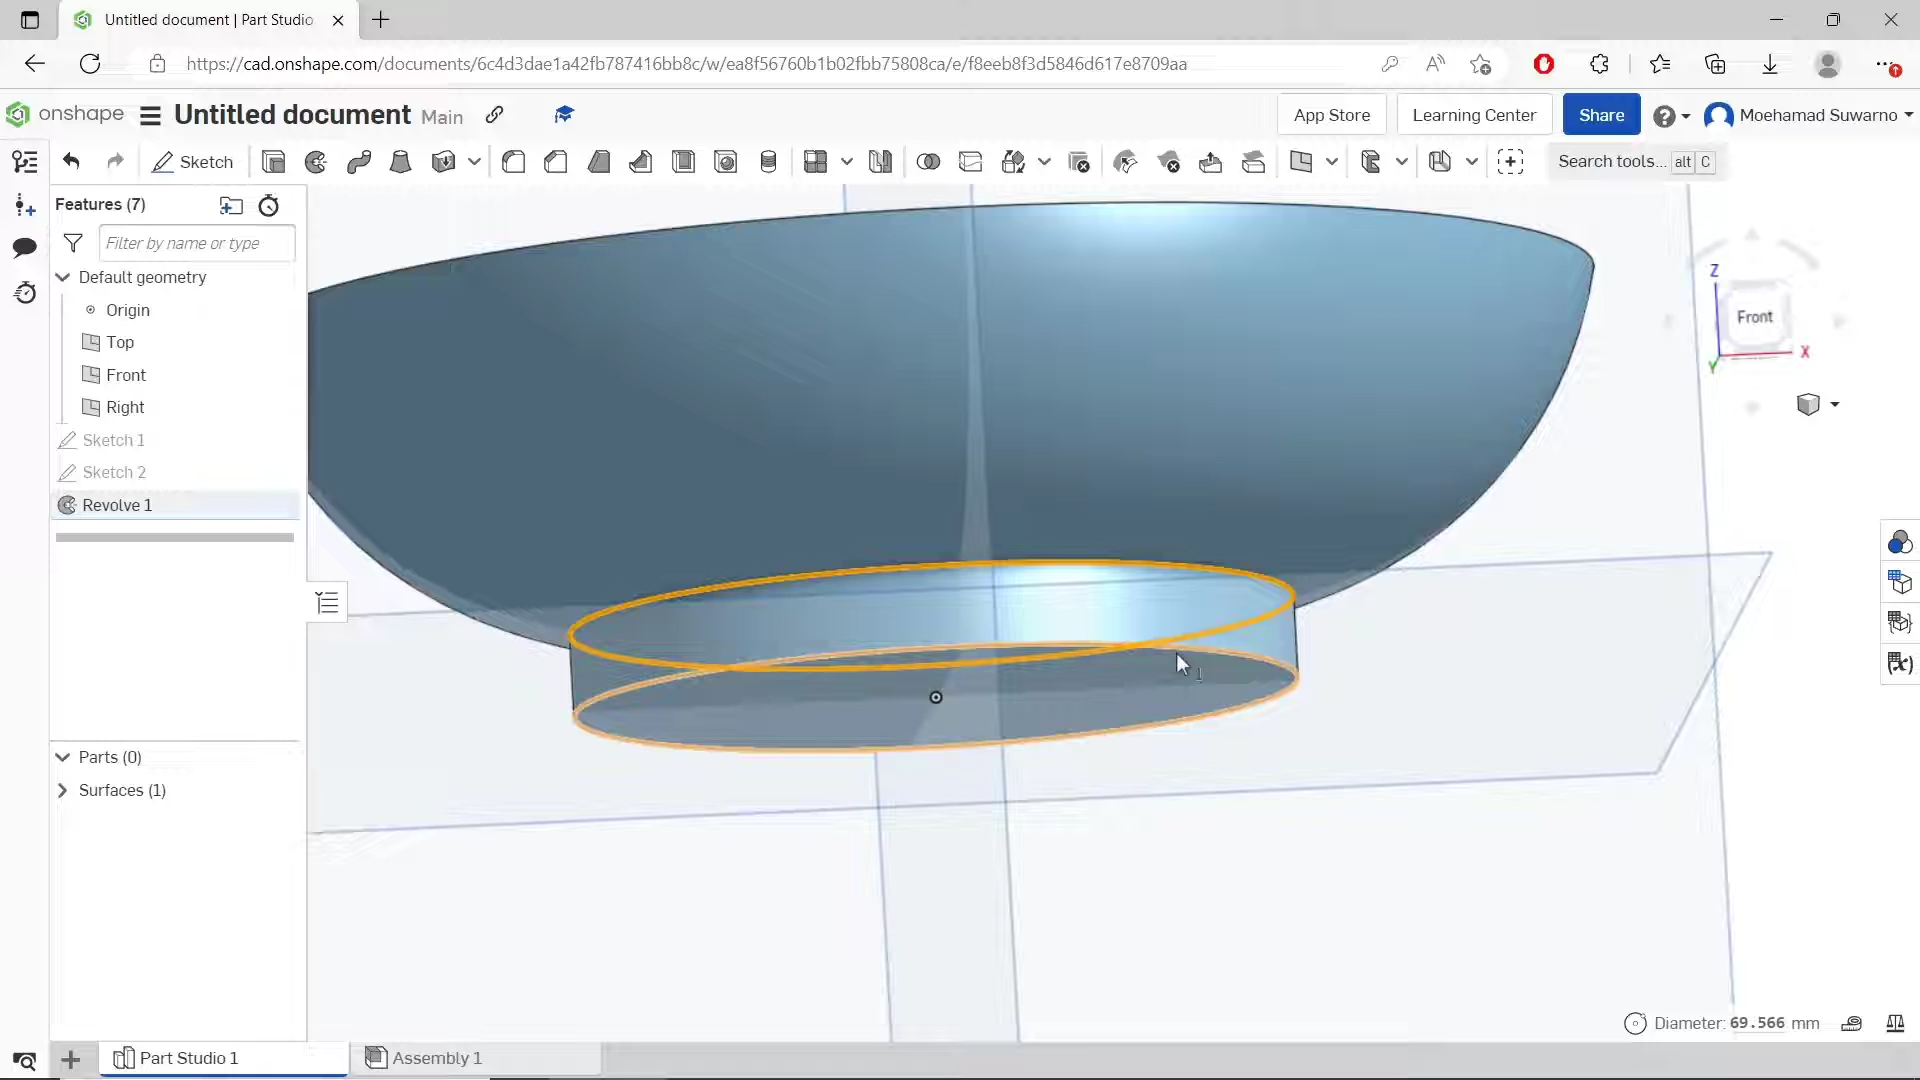 Untitled document | Part Studio
https://cad.onshape.com/documents/6c4d3dae1a42fb787416bb8c/w/ea8f56760b1b02fbb75808ca/e/f8eeb8f3d5846d617e8709aa
onshape
Untitled document
Main
App Store
Learning Center
Share
Moehamad Suwarno
Sketch
Search tools...
alt
C
Features (7)
Filter by name or type
Default geometry
Origin
Top
Front
Right
Sketch 1
Sketch 2
Revolve 1
Parts (0)
Surfaces (1)
Z
Front
X
Y
1
Diameter: 69.566 mm
Part Studio 1
Assembly 1